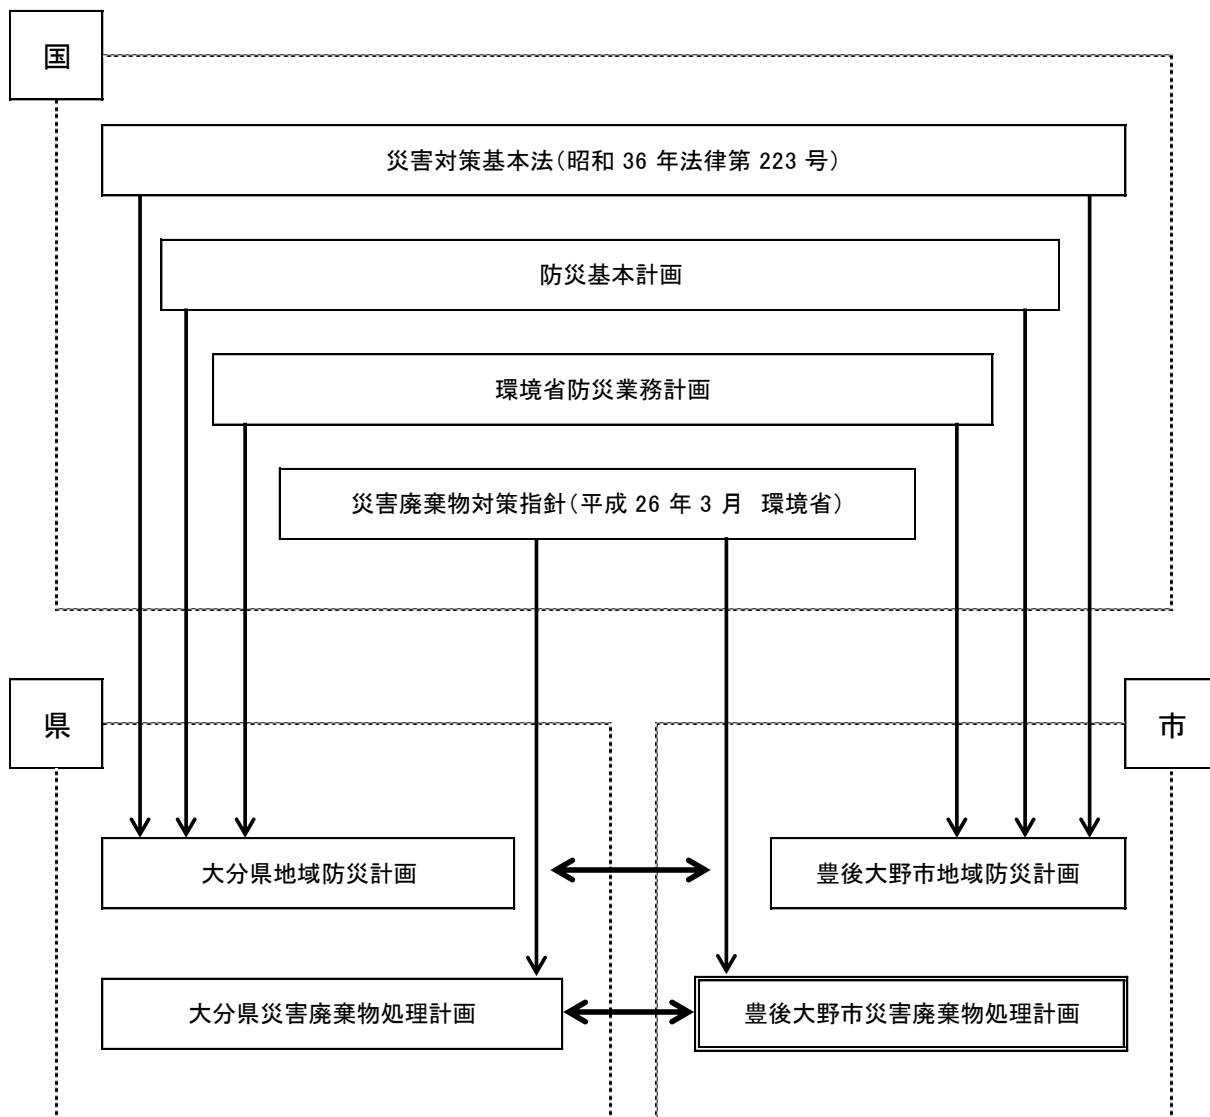 国
災害対策基本法（昭和 36 年法律第 223 号）
防災基本計画
環境省防災業務計画
災害廃棄物対策指針（平成 26 年 3 月　環境省）
県
市
大分県地域防災計画
豊後大野市地域防災計画
大分県災害廃棄物処理計画
豊後大野市災害廃棄物処理計画